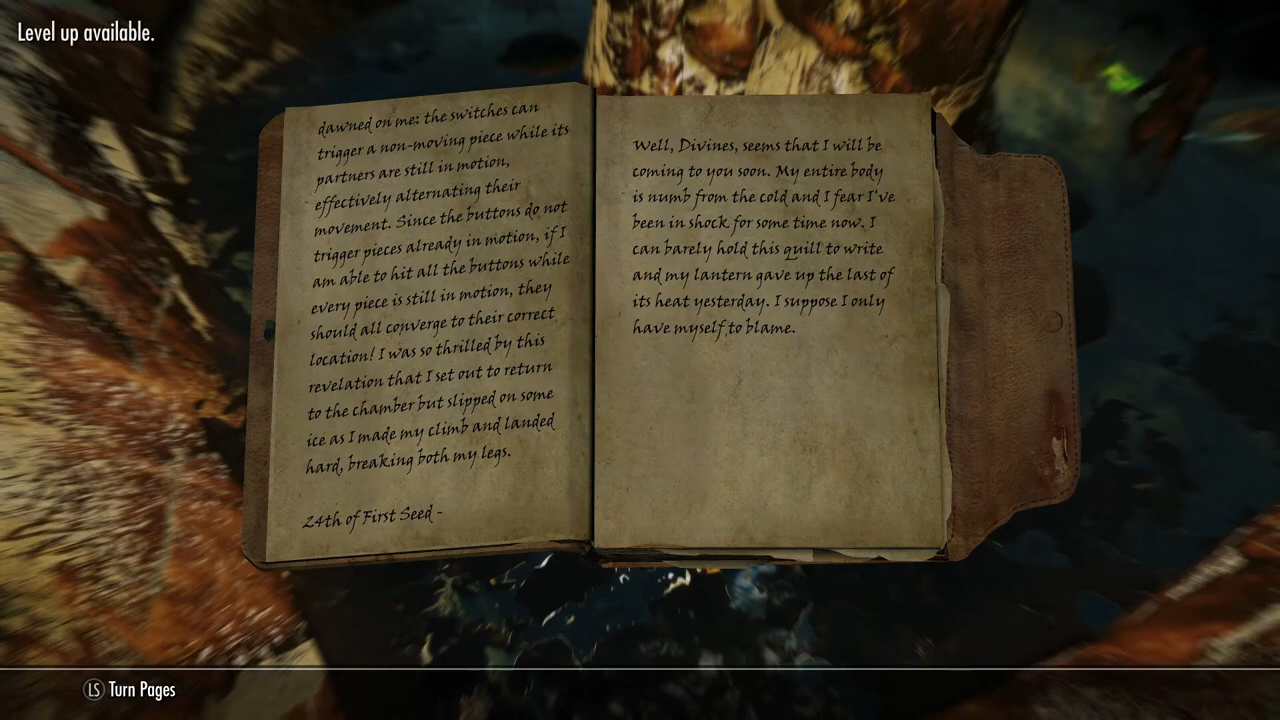 Level up available.
dawned on me: the switches can
trigger a non-moving piece while its
partners are still in motion,
effectively alternating their
movement. Since the buttons do not
trigger pieces already in motion, if I
am able to hit all the buttons while
every piece is still in motion, they
should all converge to their correct
location! I was so thrilled by this
revelation that I set out to return
to the chamber but slipped on some
ice as I made my climb and landed
hard, breaking both my legs.
24th of First Seed -
Well, Divines, seems that I will be
coming to you soon. My entire body
is numb from the cold and I fear I've
been in shock for some time now. I
can barely hold this quill to write
and my lantern gave up the last of
its heat yesterday. I suppose I only
have myself to blame.
LS Turn Pages